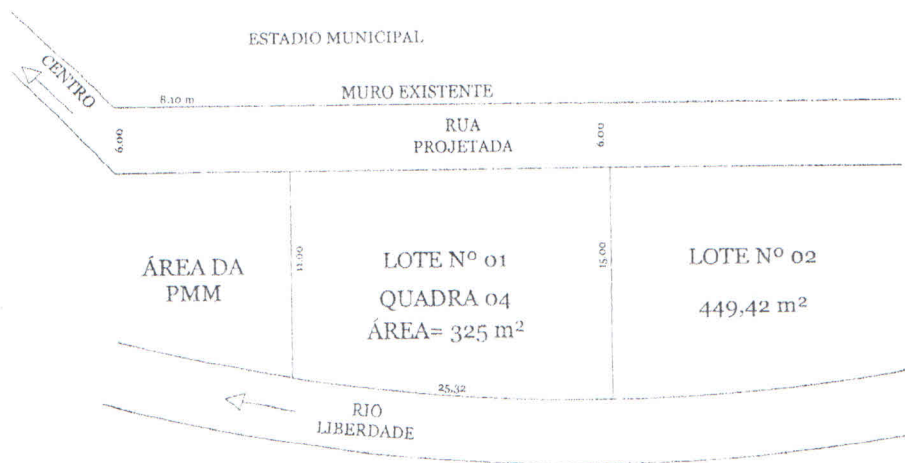 ESTADIO MUNICIPAL
CENTRO
8.10 m
MURO EXISTENTE
6.00
RUA
PROJETADA
6.00
ÁREA DA
PMM
11.00
LOTE Nº 01
QUADRA 04
ÁREA= 325 m²
15.00
LOTE Nº 02
449,42 m²
25,32
RIO
LIBERDADE